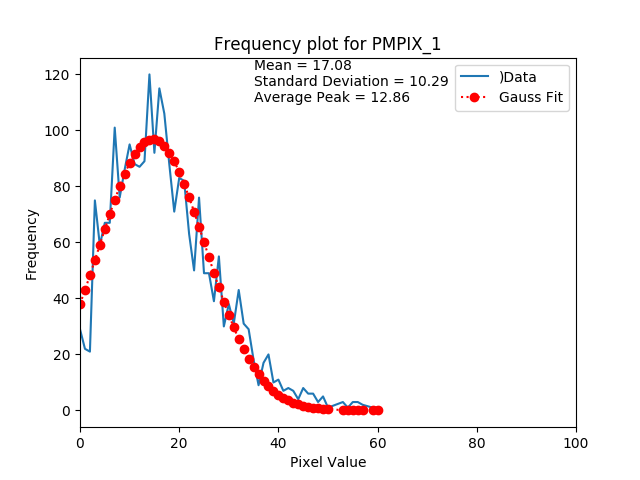 Frequency plot for PMPIX_1
Mean = 17.08
Standard Deviation = 10.29
Average Peak = 12.86
)Data
Gauss Fit
Frequency
120
100
80
60
40
20
0
0 20 40 60 80 100
Pixel Value